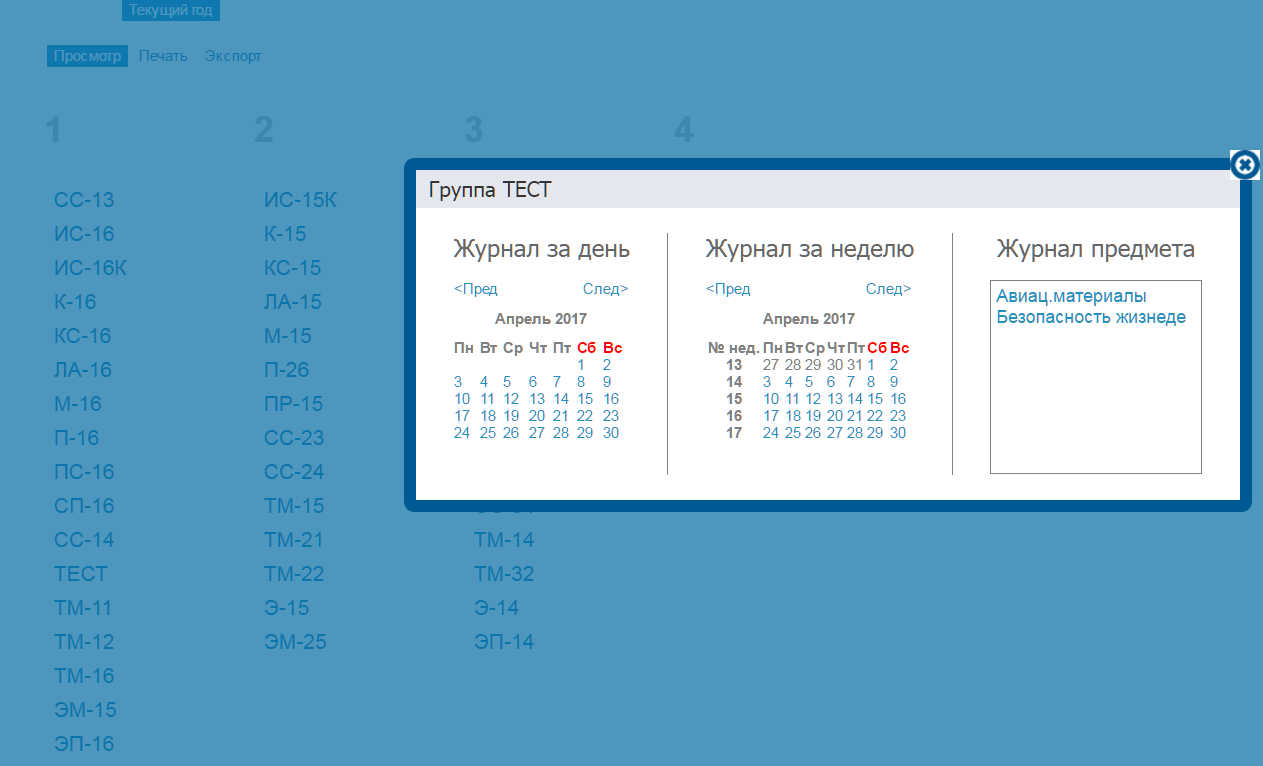 Текущий год
Просмотр Печать Экспорт
1 2 3 4
СС-13
ИС-16
ИС-16К
К-16
КС-16
ЛА-16
М-16
П-16
ПС-16
СП-16
СС-14
ТЕСТ
ТМ-11
ТМ-12
ТМ-16
ЭМ-15
ЭП-16
ИС-15К
К-15
КС-15
ЛА-15
М-15
П-26
ПР-15
СС-23
СС-24
ТМ-15
ТМ-21
ТМ-22
Э-15
ЭМ-25
ТМ-14
ТМ-32
Э-14
ЭП-14
Группа ТЕСТ
Журнал за день
<Пред След>
Апрель 2017
Пн Вт Ср Чт Пт Сб Вс
1 2
3 4 5 6 7 8 9
10 11 12 13 14 15 16
17 18 19 20 21 22 23
24 25 26 27 28 29 30
Журнал за неделю
<Пред След>
Апрель 2017
№ нед. Пн Вт Ср Чт Пт Сб Вс
13 27 28 29 30 31 1 2
14 3 4 5 6 7 8 9
15 10 11 12 13 14 15 16
16 17 18 19 20 21 22 23
17 24 25 26 27 28 29 30
Журнал предмета
Авиац.материалы
Безопасность жизнеде